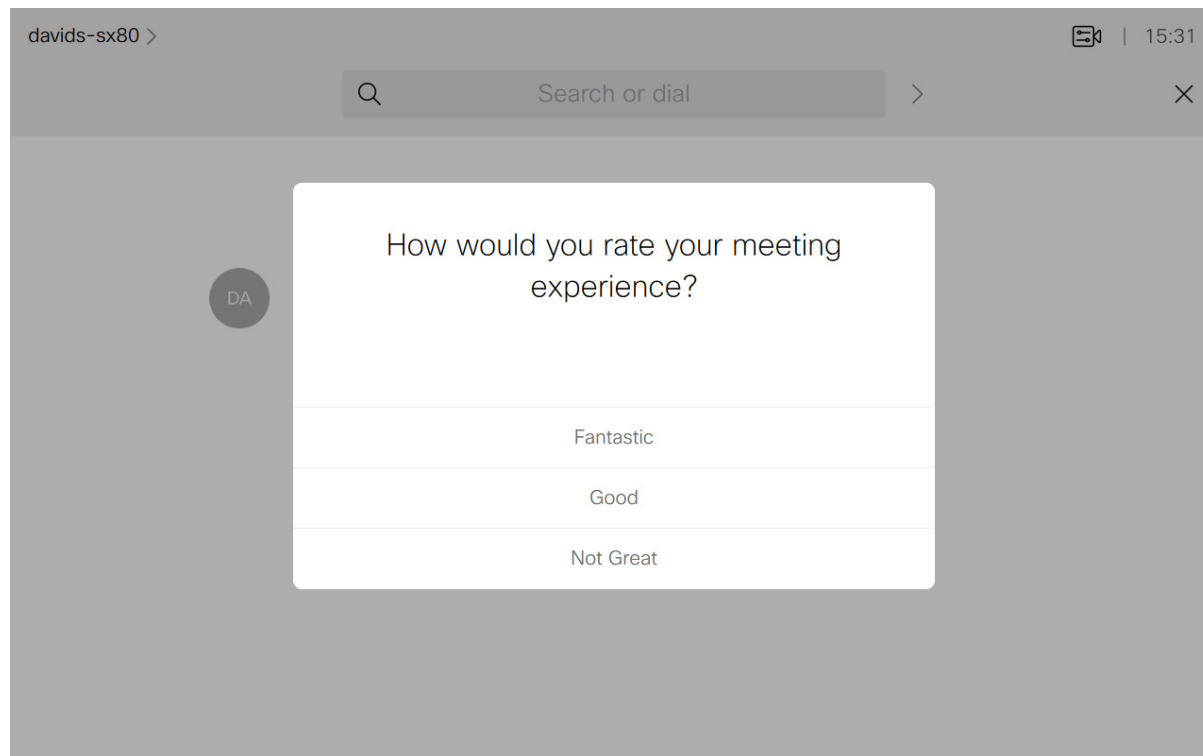 davids-sx80
15:31
Search or dial
How would you rate your meeting
experience?
DA
Fantastic
Good
Not Great